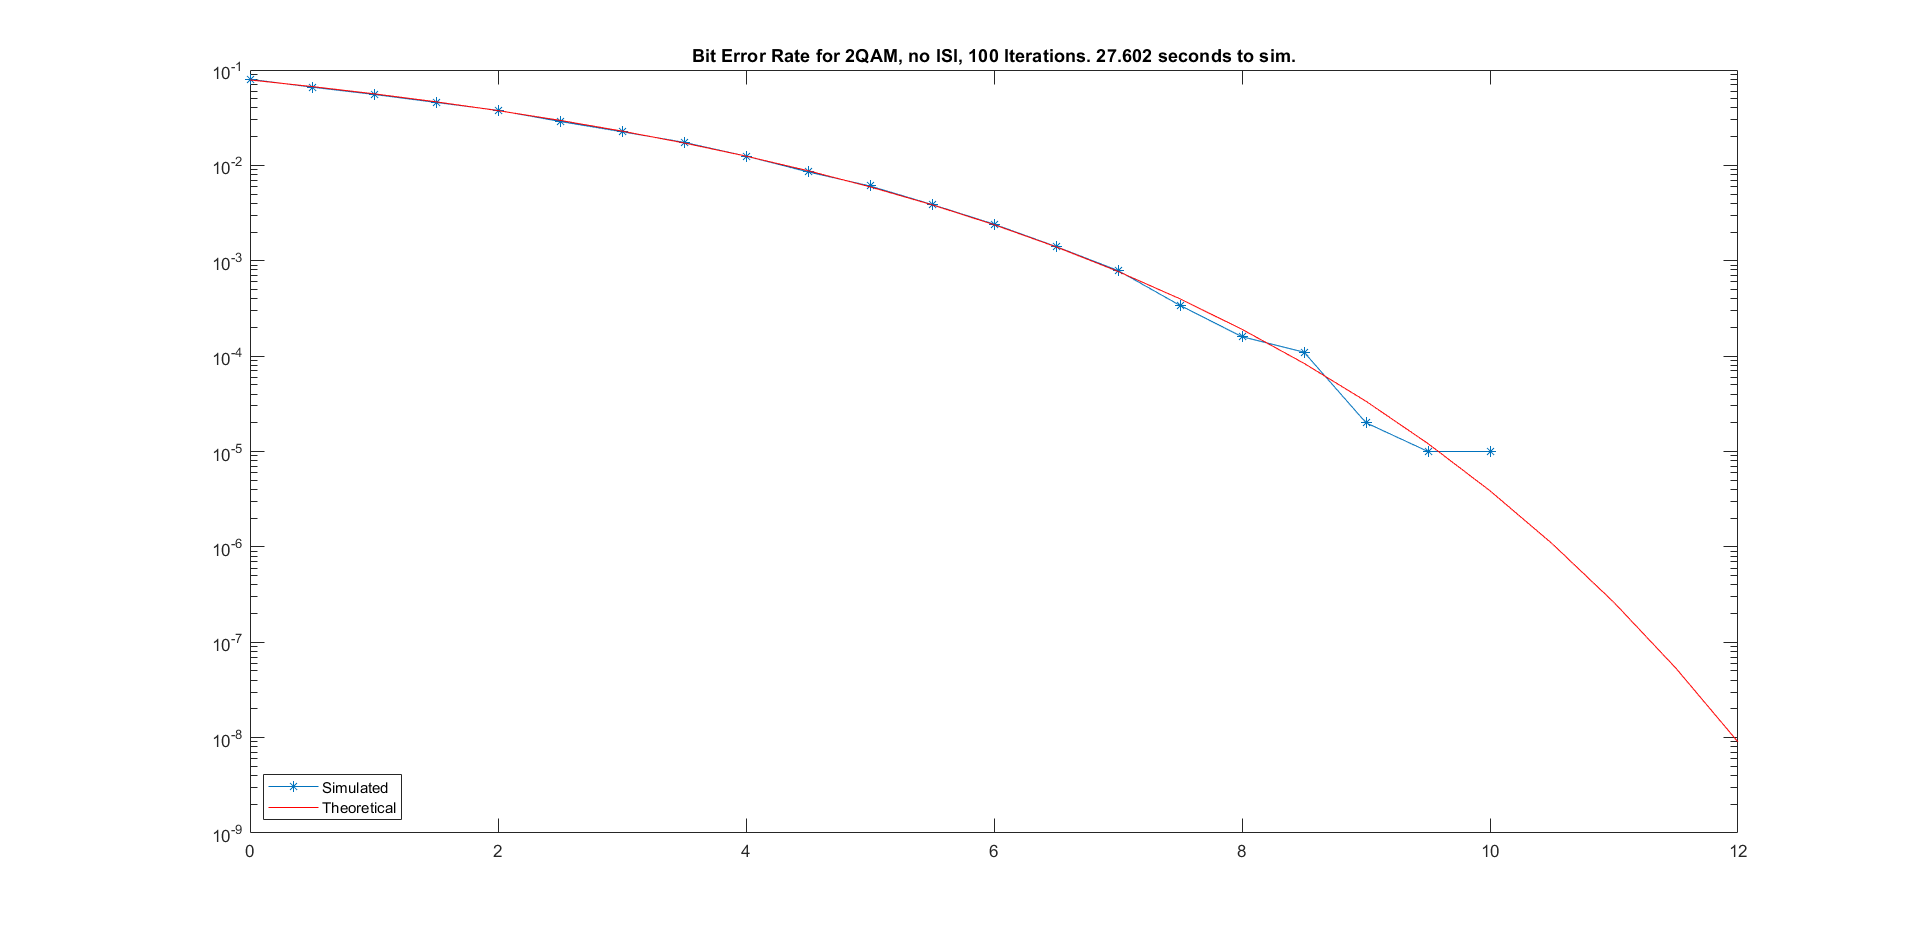 Bit Error Rate for 2QAM, no ISI, 100 Iterations. 27.602 seconds to sim.
10-1
10-2
10-3
10-4
10-5
10-6
10-7
10-8
10-9
Simulated
Theoretical
0 2 4 6 8 10 12